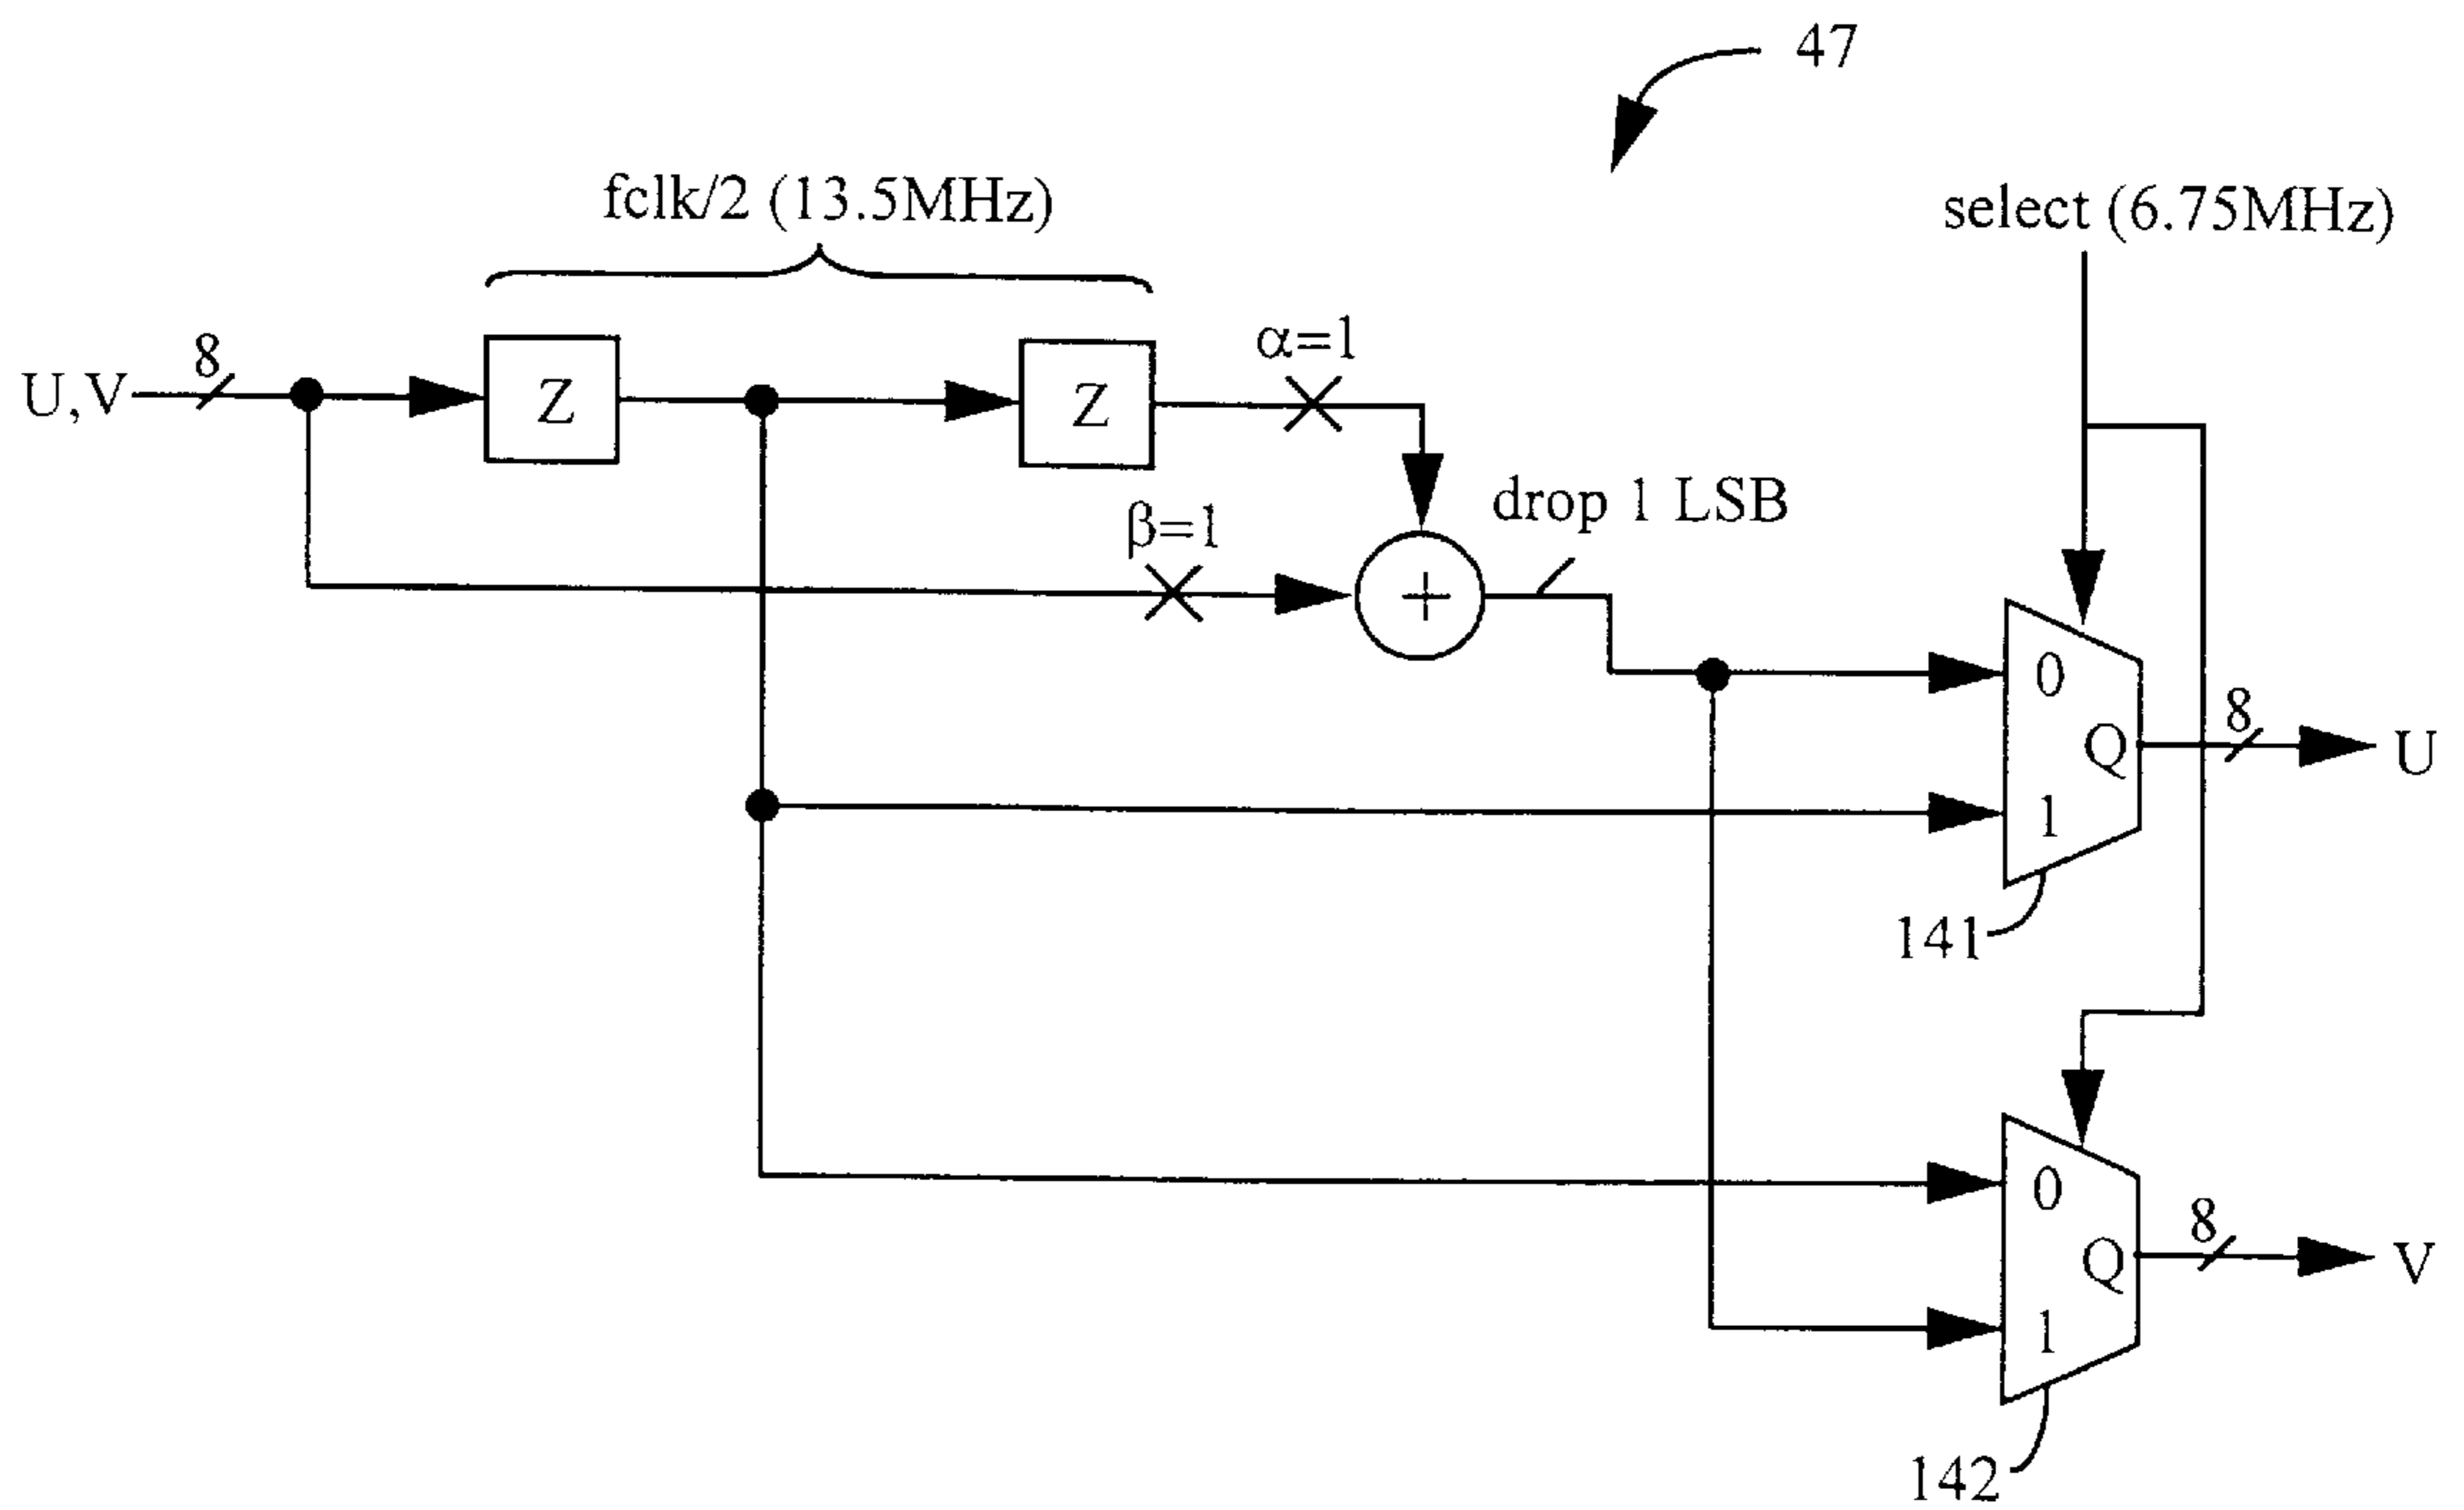 47
fclk/2 (13.5MHz)
select (6.75MHz)
U,V
8
Z
Z
α=1
β=1
drop 1 LSB
+
0
Q
1
8
U
141
0
Q
1
8
V
142